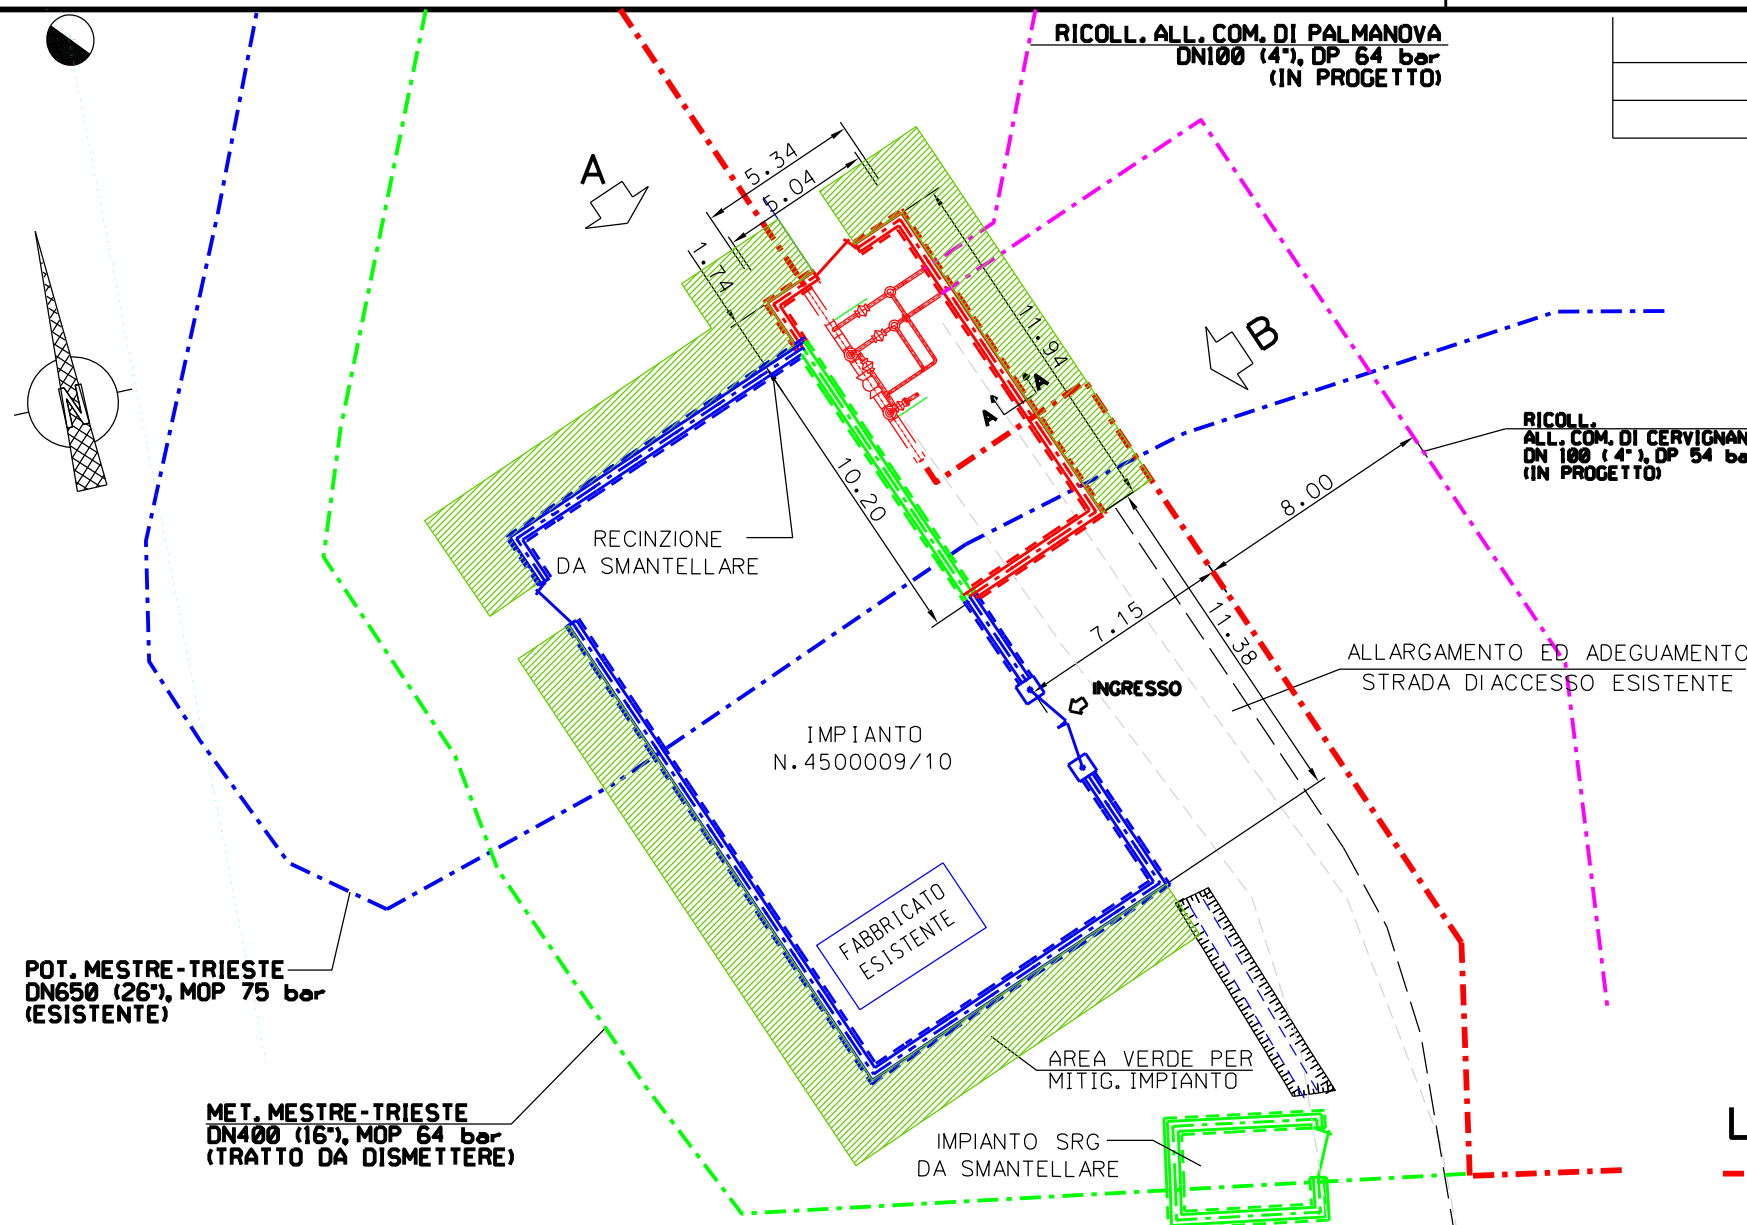 RICOLL. ALL. COM. DI PALMANOVA
DN100 (4"), DP 64 bar
(IN PROGETTO)
A
5.34
5.04
1.74
11.94
B
A
A
RICOLL.
ALL. COM. DI CERVIGNAN
DN 100 (4"), DP 54 ba
(IN PROGETTO)
8.00
10.20
RECINZIONE
DA SMANTELLARE
7.15
11.38
ALLARGAMENTO ED ADEGUAMENTO
STRADA DI ACCESSO ESISTENTE
INGRESSO
IMPIANTO
N.4500009/10
FABBRICATO
ESISTENTE
POT. MESTRE-TRIESTE
DN650 (26"), MOP 75 bar
(ESISTENTE)
AREA VERDE PER
MITIG. IMPIANTO
MET. MESTRE-TRIESTE
DN400 (16"), MOP 64 bar
(TRATTO DA DISMETTERE)
IMPIANTO SRG
DA SMANTELLARE
L
N